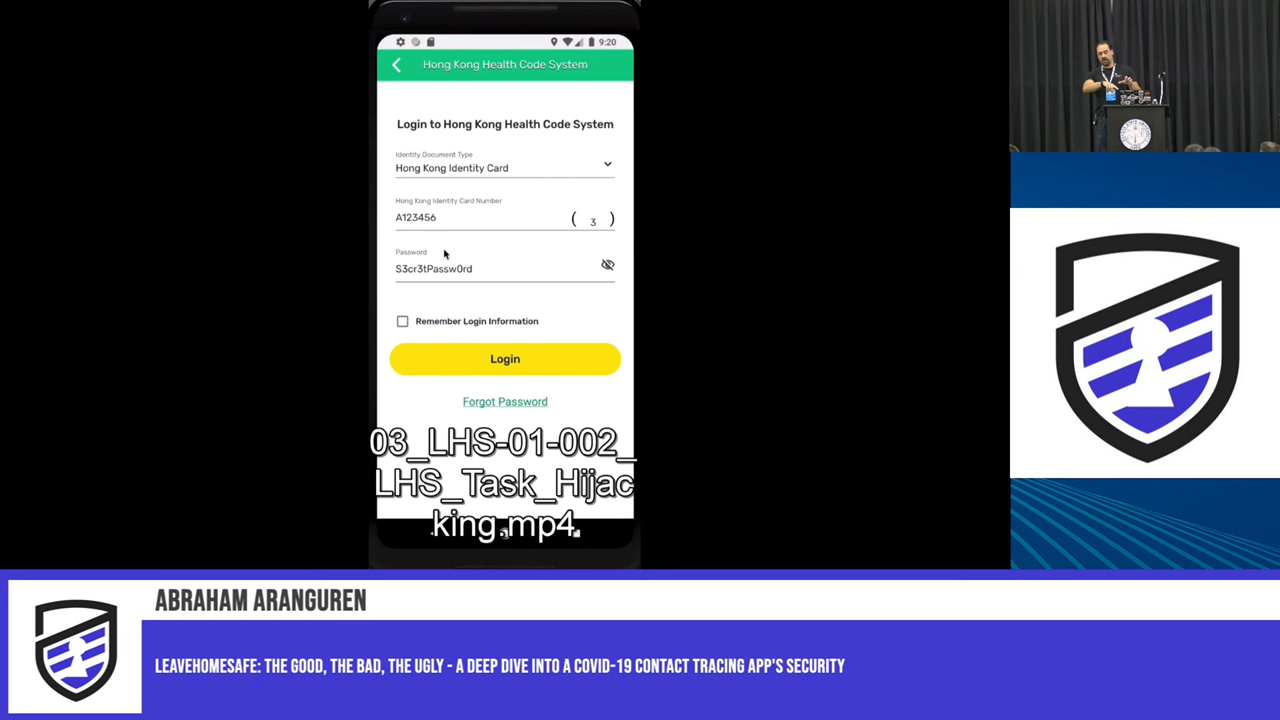 9:20
Hong Kong Health Code System
Login to Hong Kong Health Code System
Identity Document Type
Hong Kong Identity Card
Hong Kong Identity Card Number
A123456
( 3 )
Password
S3cr3tPassw0rd
Remember Login Information
Login
Forgot Password
03_LHS-01-002_
LHS_Task_Hijac
king.mp4
ABRAHAM ARANGUREN
LEAVEHOMESAFE: THE GOOD, THE BAD, THE UGLY - A DEEP DIVE INTO A COVID-19 CONTACT TRACING APP'S SECURITY